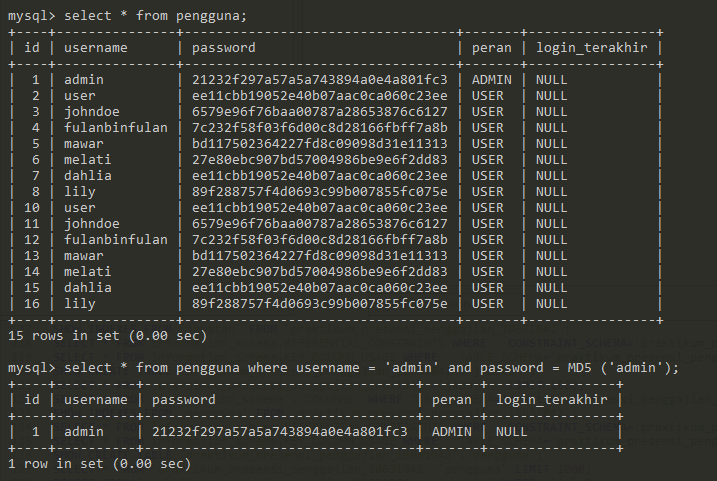 mysql> select * from pengguna;
+----+---------------+----------------------------------+-------+----------------+
| id | username      | password                         | peran | login_terakhir |
+----+---------------+----------------------------------+-------+----------------+
|  1 | admin         | 21232f297a57a5a743894a0e4a801fc3 | ADMIN | NULL           |
|  2 | user          | ee11cbb19052e40b07aac0ca060c23ee | USER  | NULL           |
|  3 | johndoe       | 6579e96f76baa00787a28653876c6127 | USER  | NULL           |
|  4 | fulanbinfulan | 7c232f58f03f6d00c8d28166fbff7a8b | USER  | NULL           |
|  5 | mawar         | bd117502364227fd8c09098d31e11313 | USER  | NULL           |
|  6 | melati        | 27e80ebc907bd57004986be9e6f2dd83 | USER  | NULL           |
|  7 | dahlia        | ee11cbb19052e40b07aac0ca060c23ee | USER  | NULL           |
|  8 | lily          | 89f288757f4d0693c99b007855fc075e | USER  | NULL           |
| 10 | user          | ee11cbb19052e40b07aac0ca060c23ee | USER  | NULL           |
| 11 | johndoe       | 6579e96f76baa00787a28653876c6127 | USER  | NULL           |
| 12 | fulanbinfulan | 7c232f58f03f6d00c8d28166fbff7a8b | USER  | NULL           |
| 13 | mawar         | bd117502364227fd8c09098d31e11313 | USER  | NULL           |
| 14 | melati        | 27e80ebc907bd57004986be9e6f2dd83 | USER  | NULL           |
| 15 | dahlia        | ee11cbb19052e40b07aac0ca060c23ee | USER  | NULL           |
| 16 | lily          | 89f288757f4d0693c99b007855fc075e | USER  | NULL           |
+----+---------------+----------------------------------+-------+----------------+
15 rows in set (0.00 sec)
mysql> select * from pengguna where username = 'admin' and password = MD5 ('admin');
+----+----------+----------------------------------+-------+----------------+
| id | username | password                         | peran | login_terakhir |
+----+----------+----------------------------------+-------+----------------+
|  1 | admin    | 21232f297a57a5a743894a0e4a801fc3 | ADMIN | NULL           |
+----+----------+----------------------------------+-------+----------------+
1 row in set (0.00 sec)